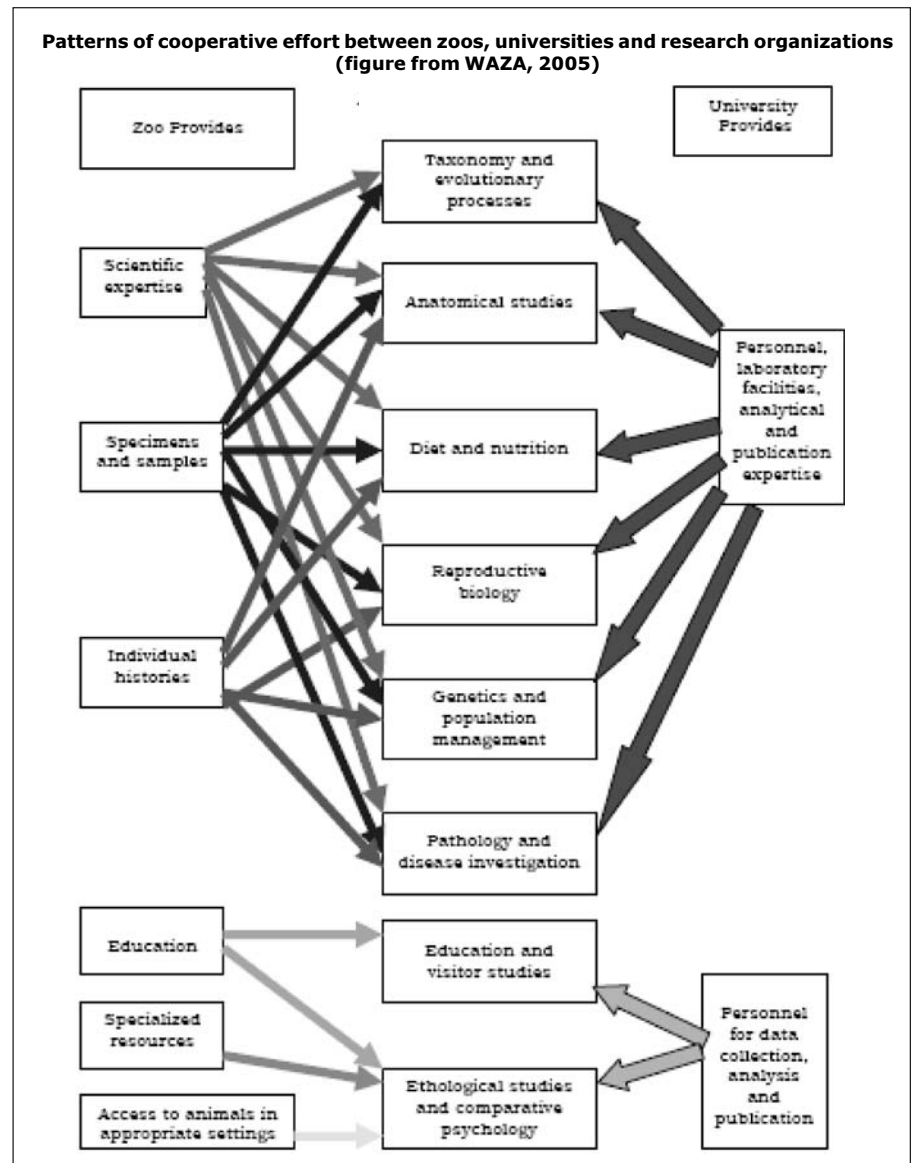 Patterns of cooperative effort between zoos, universities and research organizations
(figure from WAZA, 2005)
Zoo Provides
University
Provides
Taxonomy and
evolutionary
processes
Scientific
expertise
Anatomical studies
Personnel,
laboratory
facilities,
analytical
and
publication
expertise
Specimens
and samples
Diet and nutrition
Reproductive
biology
Individual
histories
Genetics and
population
management
Pathology and
disease investigation
Education
Education and
visitor studies
Specialized
resources
Personnel
for data
collection,
analysis
and
publication
Ethological studies
and comparative
psychology
Access to animals in
appropriate settings